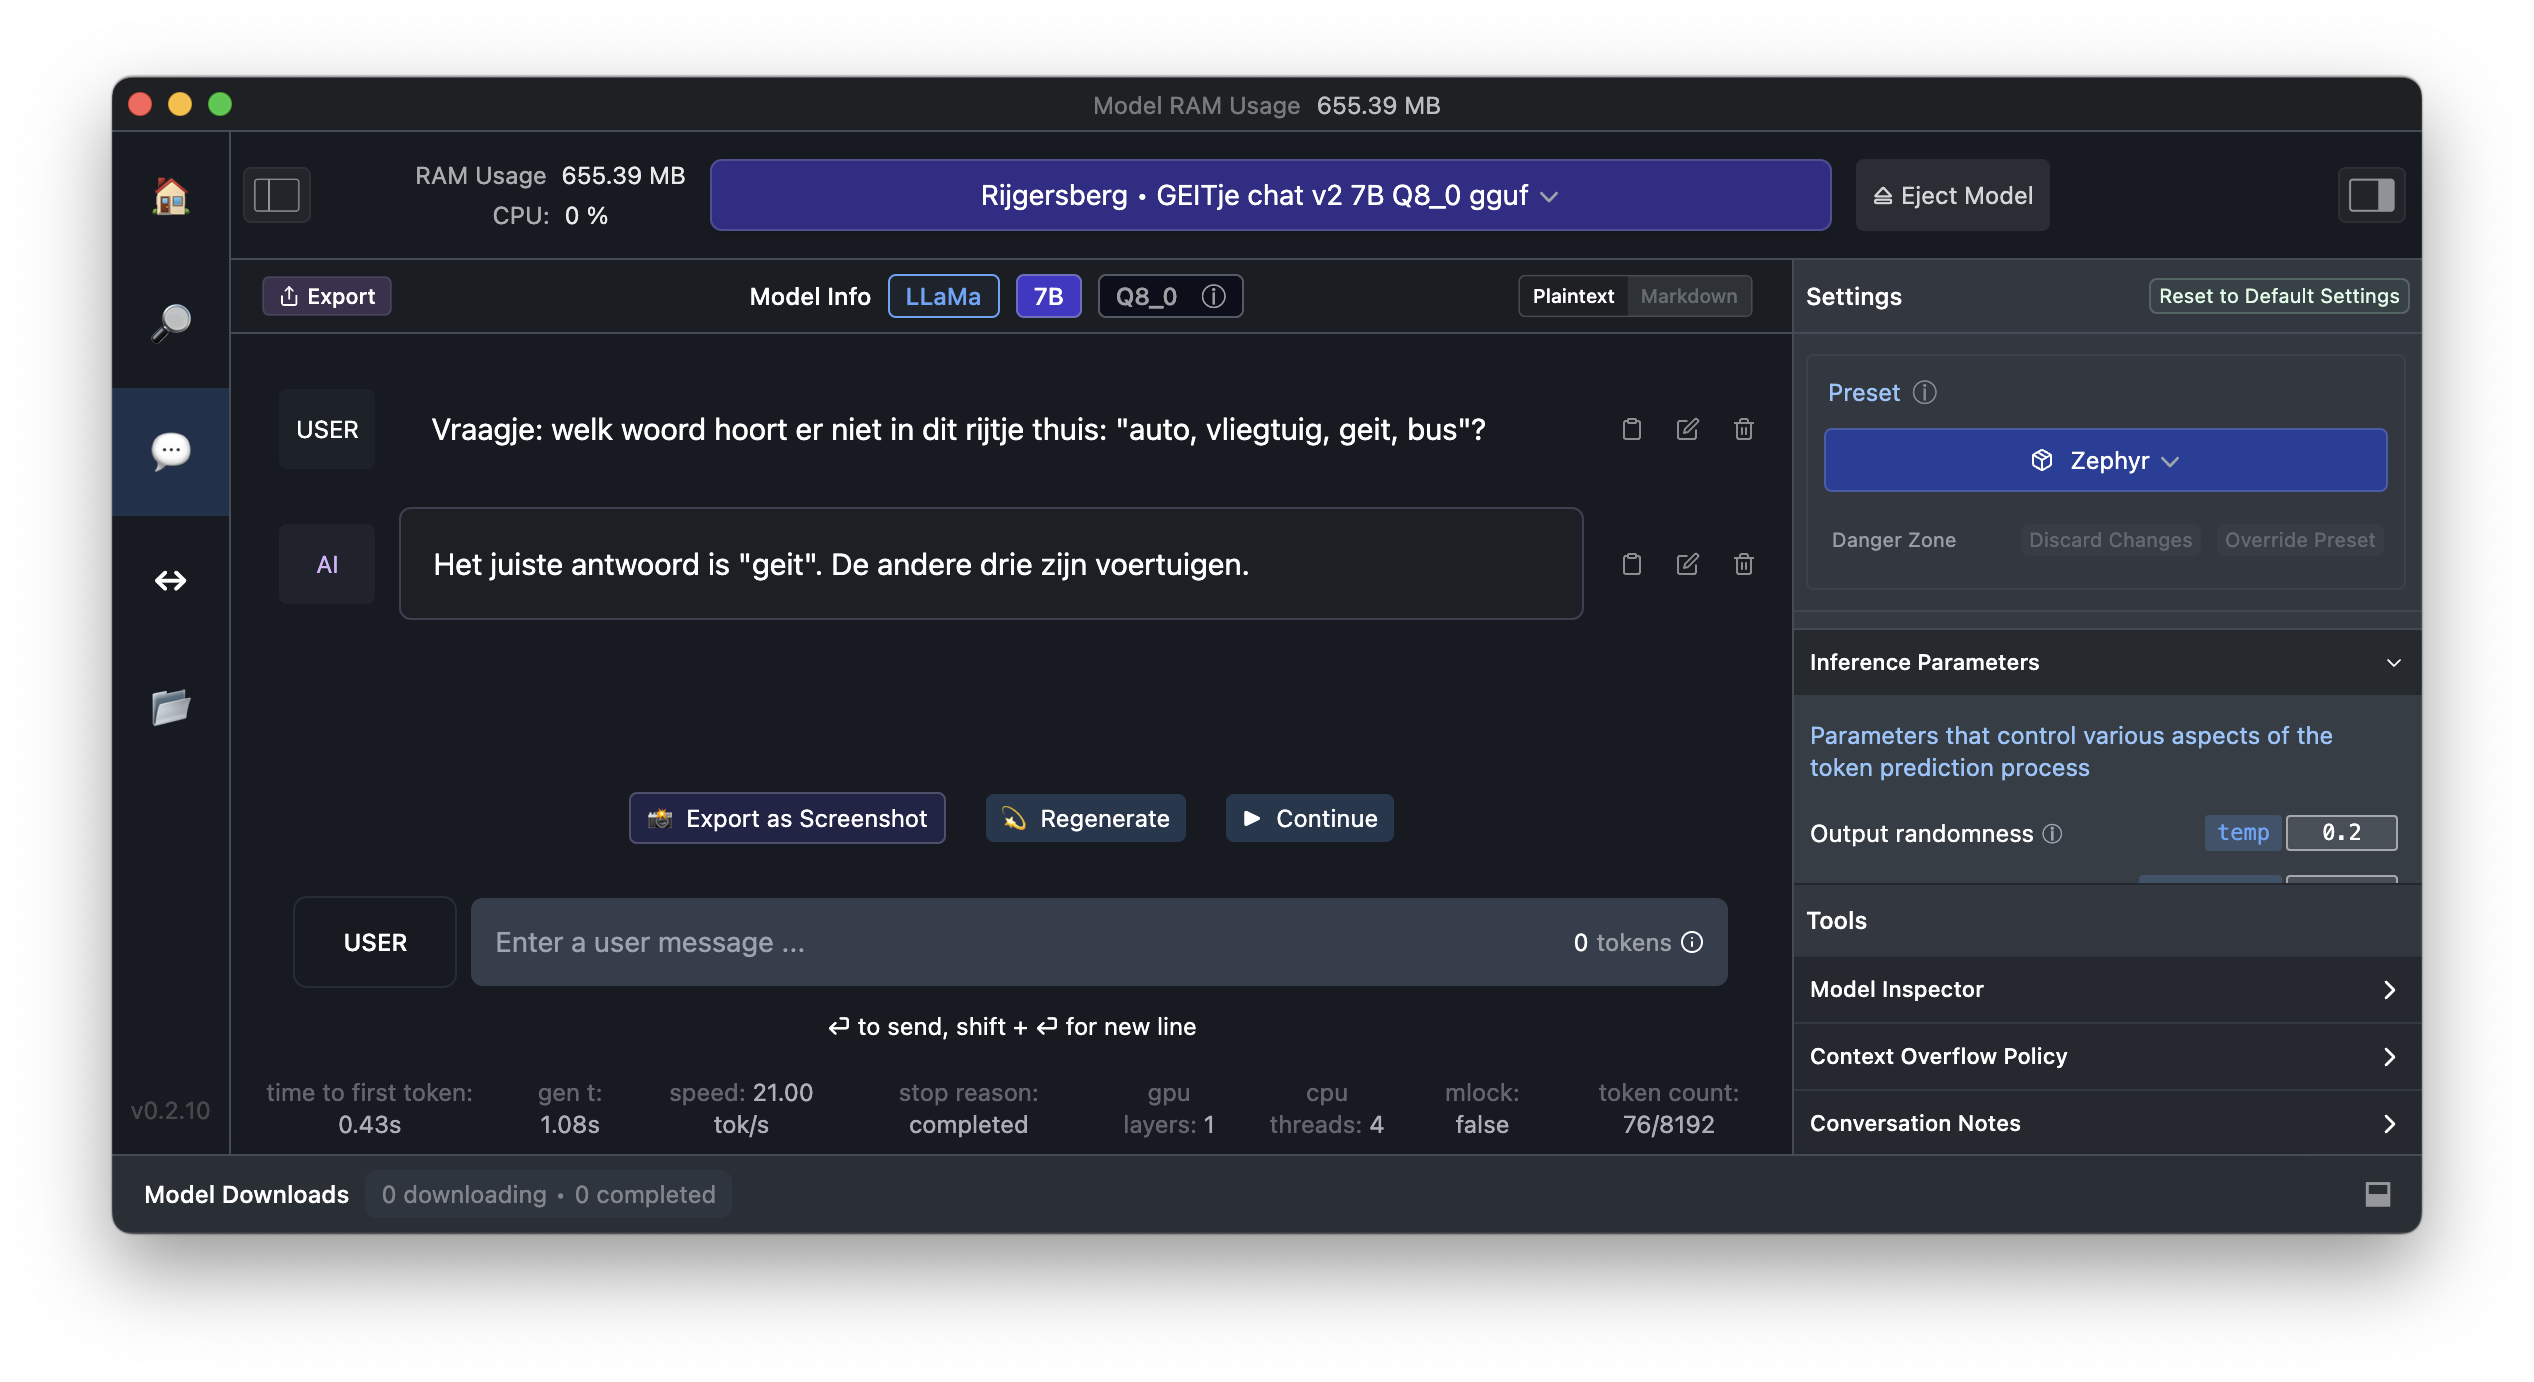 Model RAM Usage 655.39 MB
RAM Usage 655.39 MB
CPU: 0 %
Rijgersberg • GEITje chat v2 7B Q8_0 gguf
Eject Model
Export
Model Info LLaMa 7B Q8_0
Plaintext Markdown
USER
Vraagje: welk woord hoort er niet in dit rijtje thuis: "auto, vliegtuig, geit, bus"?
AI
Het juiste antwoord is "geit". De andere drie zijn voertuigen.
Export as Screenshot
Regenerate
Continue
USER
Enter a user message ...
0 tokens
⏎ to send, shift + ⏎ for new line
time to first token:
0.43s
gen t:
1.08s
speed: 21.00
tok/s
stop reason:
completed
gpu
layers: 1
cpu
threads: 4
mlock:
false
token count:
76/8192
v0.2.10
Settings
Reset to Default Settings
Preset
Zephyr
Danger Zone
Discard Changes
Override Preset
Inference Parameters
Parameters that control various aspects of the
token prediction process
Output randomness temp 0.2
Tools
Model Inspector
Context Overflow Policy
Conversation Notes
Model Downloads
0 downloading • 0 completed